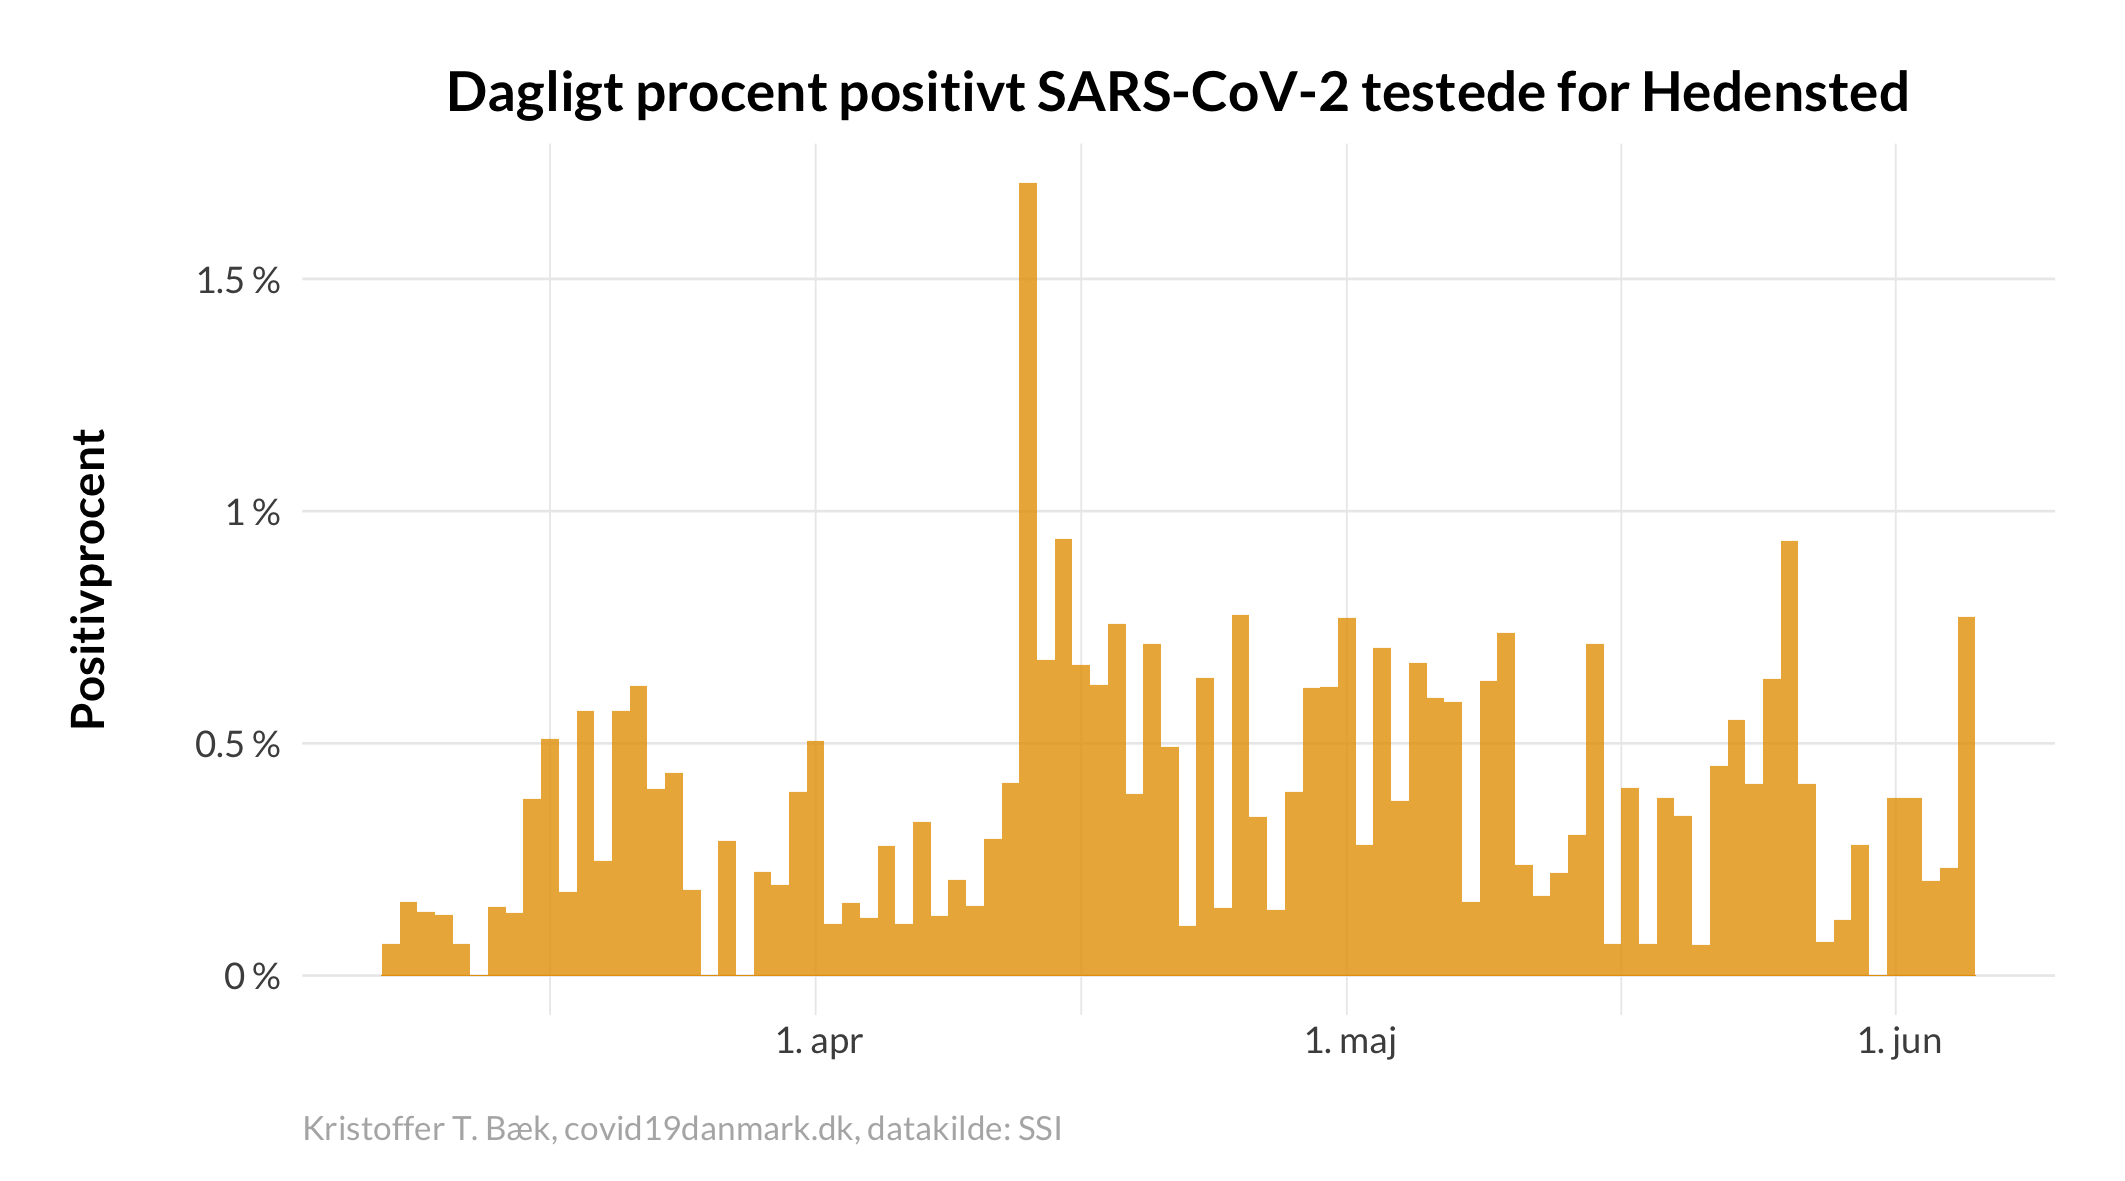 Dagligt procent positivt SARS-CoV-2 testede for Hedensted
Positivprocent
1.5 %
1 %
0.5 %
0 %
1. apr
1. maj
1. jun
Kristoffer T. Bæk, covid19danmark.dk, datakilde: SSI